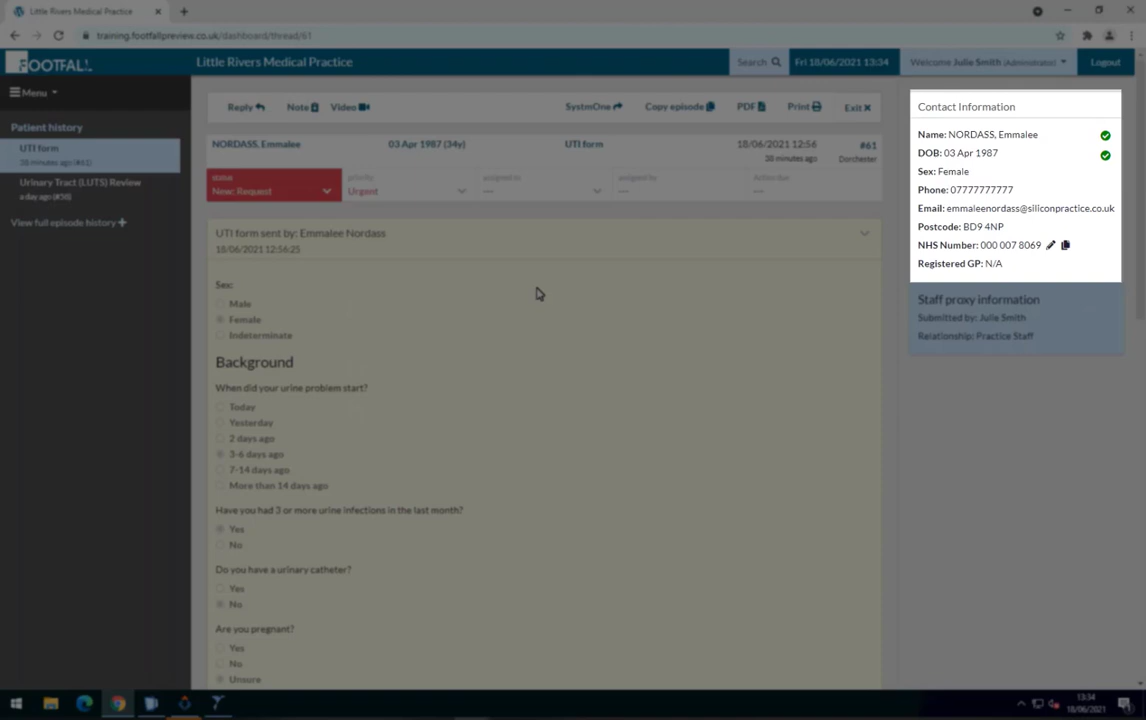 Little Rivers Medical Practice
training.footfallpreview.co.uk/dashboard/thread/61
FOOTFALL
Little Rivers Medical Practice
Search
Fri 18/06/2021 13:34
Welcome Julie Smith (Administrator)
Logout
Menu
Patient history
UTI form
38 minutes ago (#61)
Urinary Tract (LUTS) Review
a day ago (#58)
View full episode history
Reply
Note
Video
SystmOne
Copy episode
PDF
Print
Exit
NORDASS, Emmalee
03 Apr 1987 (34y)
UTI form
18/06/2021 12:56
38 minutes ago
#61
Dorchester
status
New: Request
priority
Urgent
assigned to
---
assigned by
---
Action due
---
UTI form sent by: Emmalee Nordass
18/06/2021 12:56:25
Sex:
Male
Female
Indeterminate
Background
When did your urine problem start?
Today
Yesterday
2 days ago
3-6 days ago
7-14 days ago
More than 14 days ago
Have you had 3 or more urine infections in the last month?
Yes
No
Do you have a urinary catheter?
Yes
No
Are you pregnant?
Yes
No
Unsure
Contact Information
Name: NORDASS, Emmalee
DOB: 03 Apr 1987
Sex: Female
Phone: 07777777777
Email: emmaleenordass@siliconpractice.co.uk
Postcode: BD9 4NP
NHS Number: 000 007 8069
Registered GP: N/A
Staff proxy information
Submitted by: Julie Smith
Relationship: Practice Staff
13:34
18/06/2021